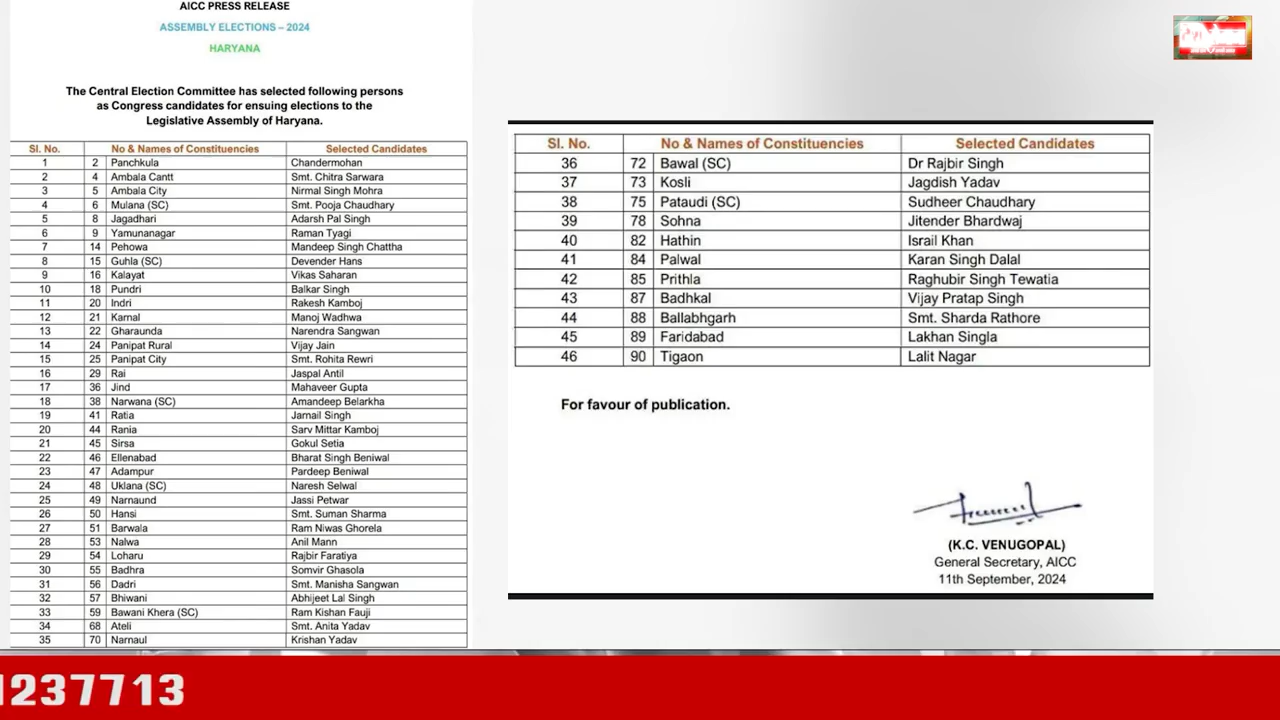 AICC PRESS RELEASE
ASSEMBLY ELECTIONS – 2024
HARYANA
The Central Election Committee has selected following persons
as Congress candidates for ensuing elections to the
Legislative Assembly of Haryana.
Sl. No. No & Names of Constituencies Selected Candidates
1 2 Panchkula Chandermohan
2 4 Ambala Cantt Smt. Chitra Sarwara
3 5 Ambala City Nirmal Singh Mohra
4 6 Mulana (SC) Smt. Pooja Chaudhary
5 8 Jagadhari Adarsh Pal Singh
6 9 Yamunanagar Raman Tyagi
7 14 Pehowa Mandeep Singh Chattha
8 15 Guhla (SC) Devender Hans
9 16 Kalayat Vikas Saharan
10 18 Pundri Balkar Singh
11 20 Indri Rakesh Kamboj
12 21 Karnal Manoj Wadhwa
13 22 Gharaunda Narendra Sangwan
14 24 Panipat Rural Vijay Jain
15 25 Panipat City Smt. Rohita Rewri
16 29 Rai Jaspal Antil
17 36 Jind Mahaveer Gupta
18 38 Narwana (SC) Amandeep Belarkha
19 41 Ratia Jarnail Singh
20 44 Rania Sarv Mittar Kamboj
21 45 Sirsa Gokul Setia
22 46 Ellenabad Bharat Singh Beniwal
23 47 Adampur Pardeep Beniwal
24 48 Uklana (SC) Naresh Selwal
25 49 Narnaund Jassi Petwar
26 50 Hansi Smt. Suman Sharma
27 51 Barwala Ram Niwas Ghorela
28 53 Nalwa Anil Mann
29 54 Loharu Rajbir Faratiya
30 55 Badhra Somvir Ghasola
31 56 Dadri Smt. Manisha Sangwan
32 57 Bhiwani Abhijeet Lal Singh
33 59 Bawani Khera (SC) Ram Kishan Fauji
34 68 Ateli Smt. Anita Yadav
35 70 Narnaul Krishan Yadav
Sl. No. No & Names of Constituencies Selected Candidates
36 72 Bawal (SC) Dr Rajbir Singh
37 73 Kosli Jagdish Yadav
38 75 Pataudi (SC) Sudheer Chaudhary
39 78 Sohna Jitender Bhardwaj
40 82 Hathin Israil Khan
41 84 Palwal Karan Singh Dalal
42 85 Prithla Raghubir Singh Tewatia
43 87 Badhkal Vijay Pratap Singh
44 88 Ballabhgarh Smt. Sharda Rathore
45 89 Faridabad Lakhan Singla
46 90 Tigaon Lalit Nagar
For favour of publication.
(K.C. VENUGOPAL)
General Secretary, AICC
11th September, 2024
1237713